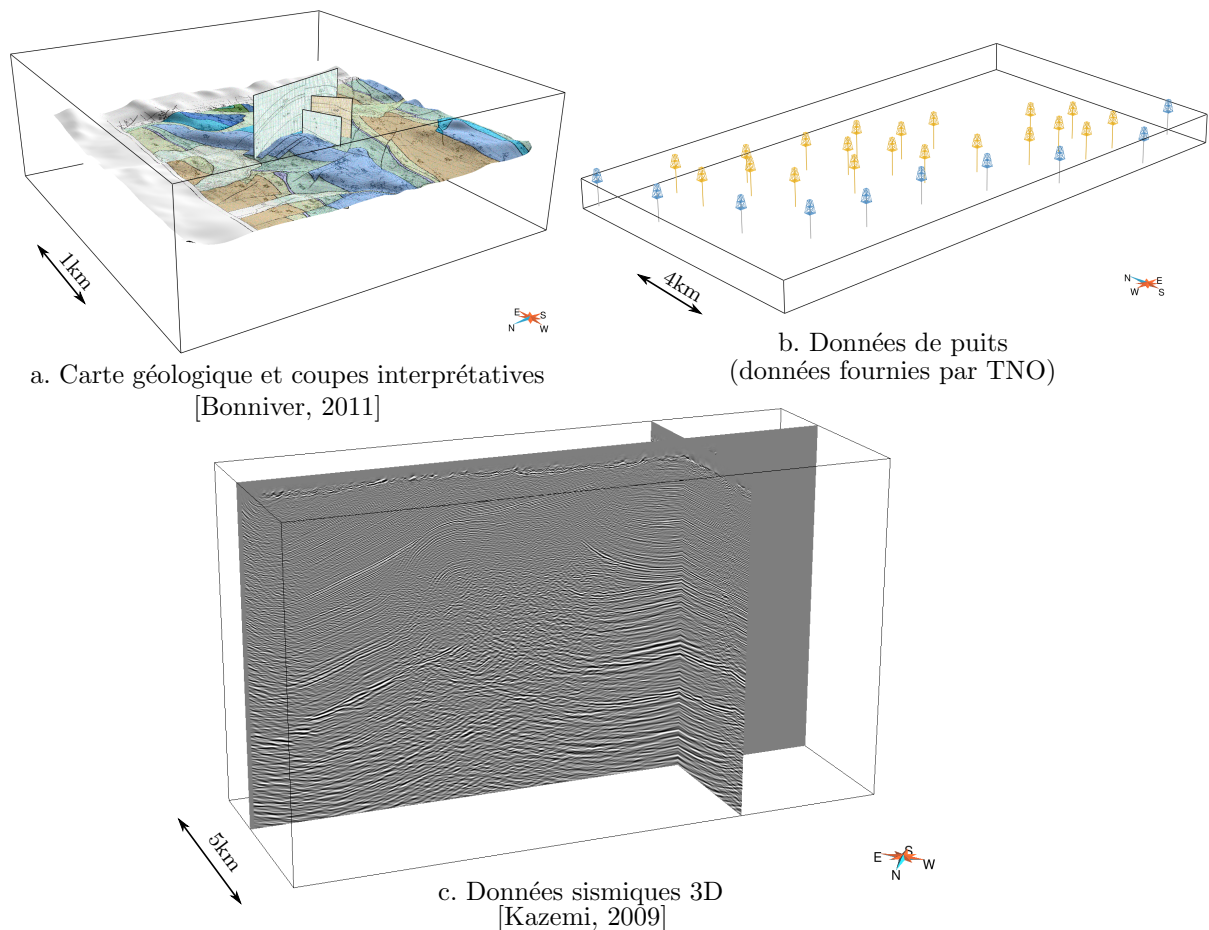 1km
E
S
N
W
a. Carte géologique et coupes interprétatives
[Bonniver, 2011]
4km
N
E
W
S
b. Données de puits
(données fournies par TNO)
5km
E
S
W
N
c. Données sismiques 3D
[Kazemi, 2009]